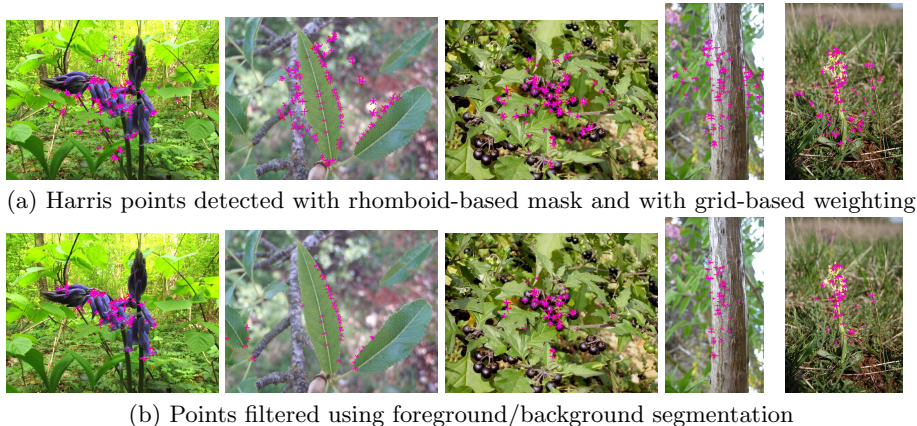 (a) Harris points detected with rhomboid-based mask and with grid-based weighting
(b) Points filtered using foreground/background segmentation